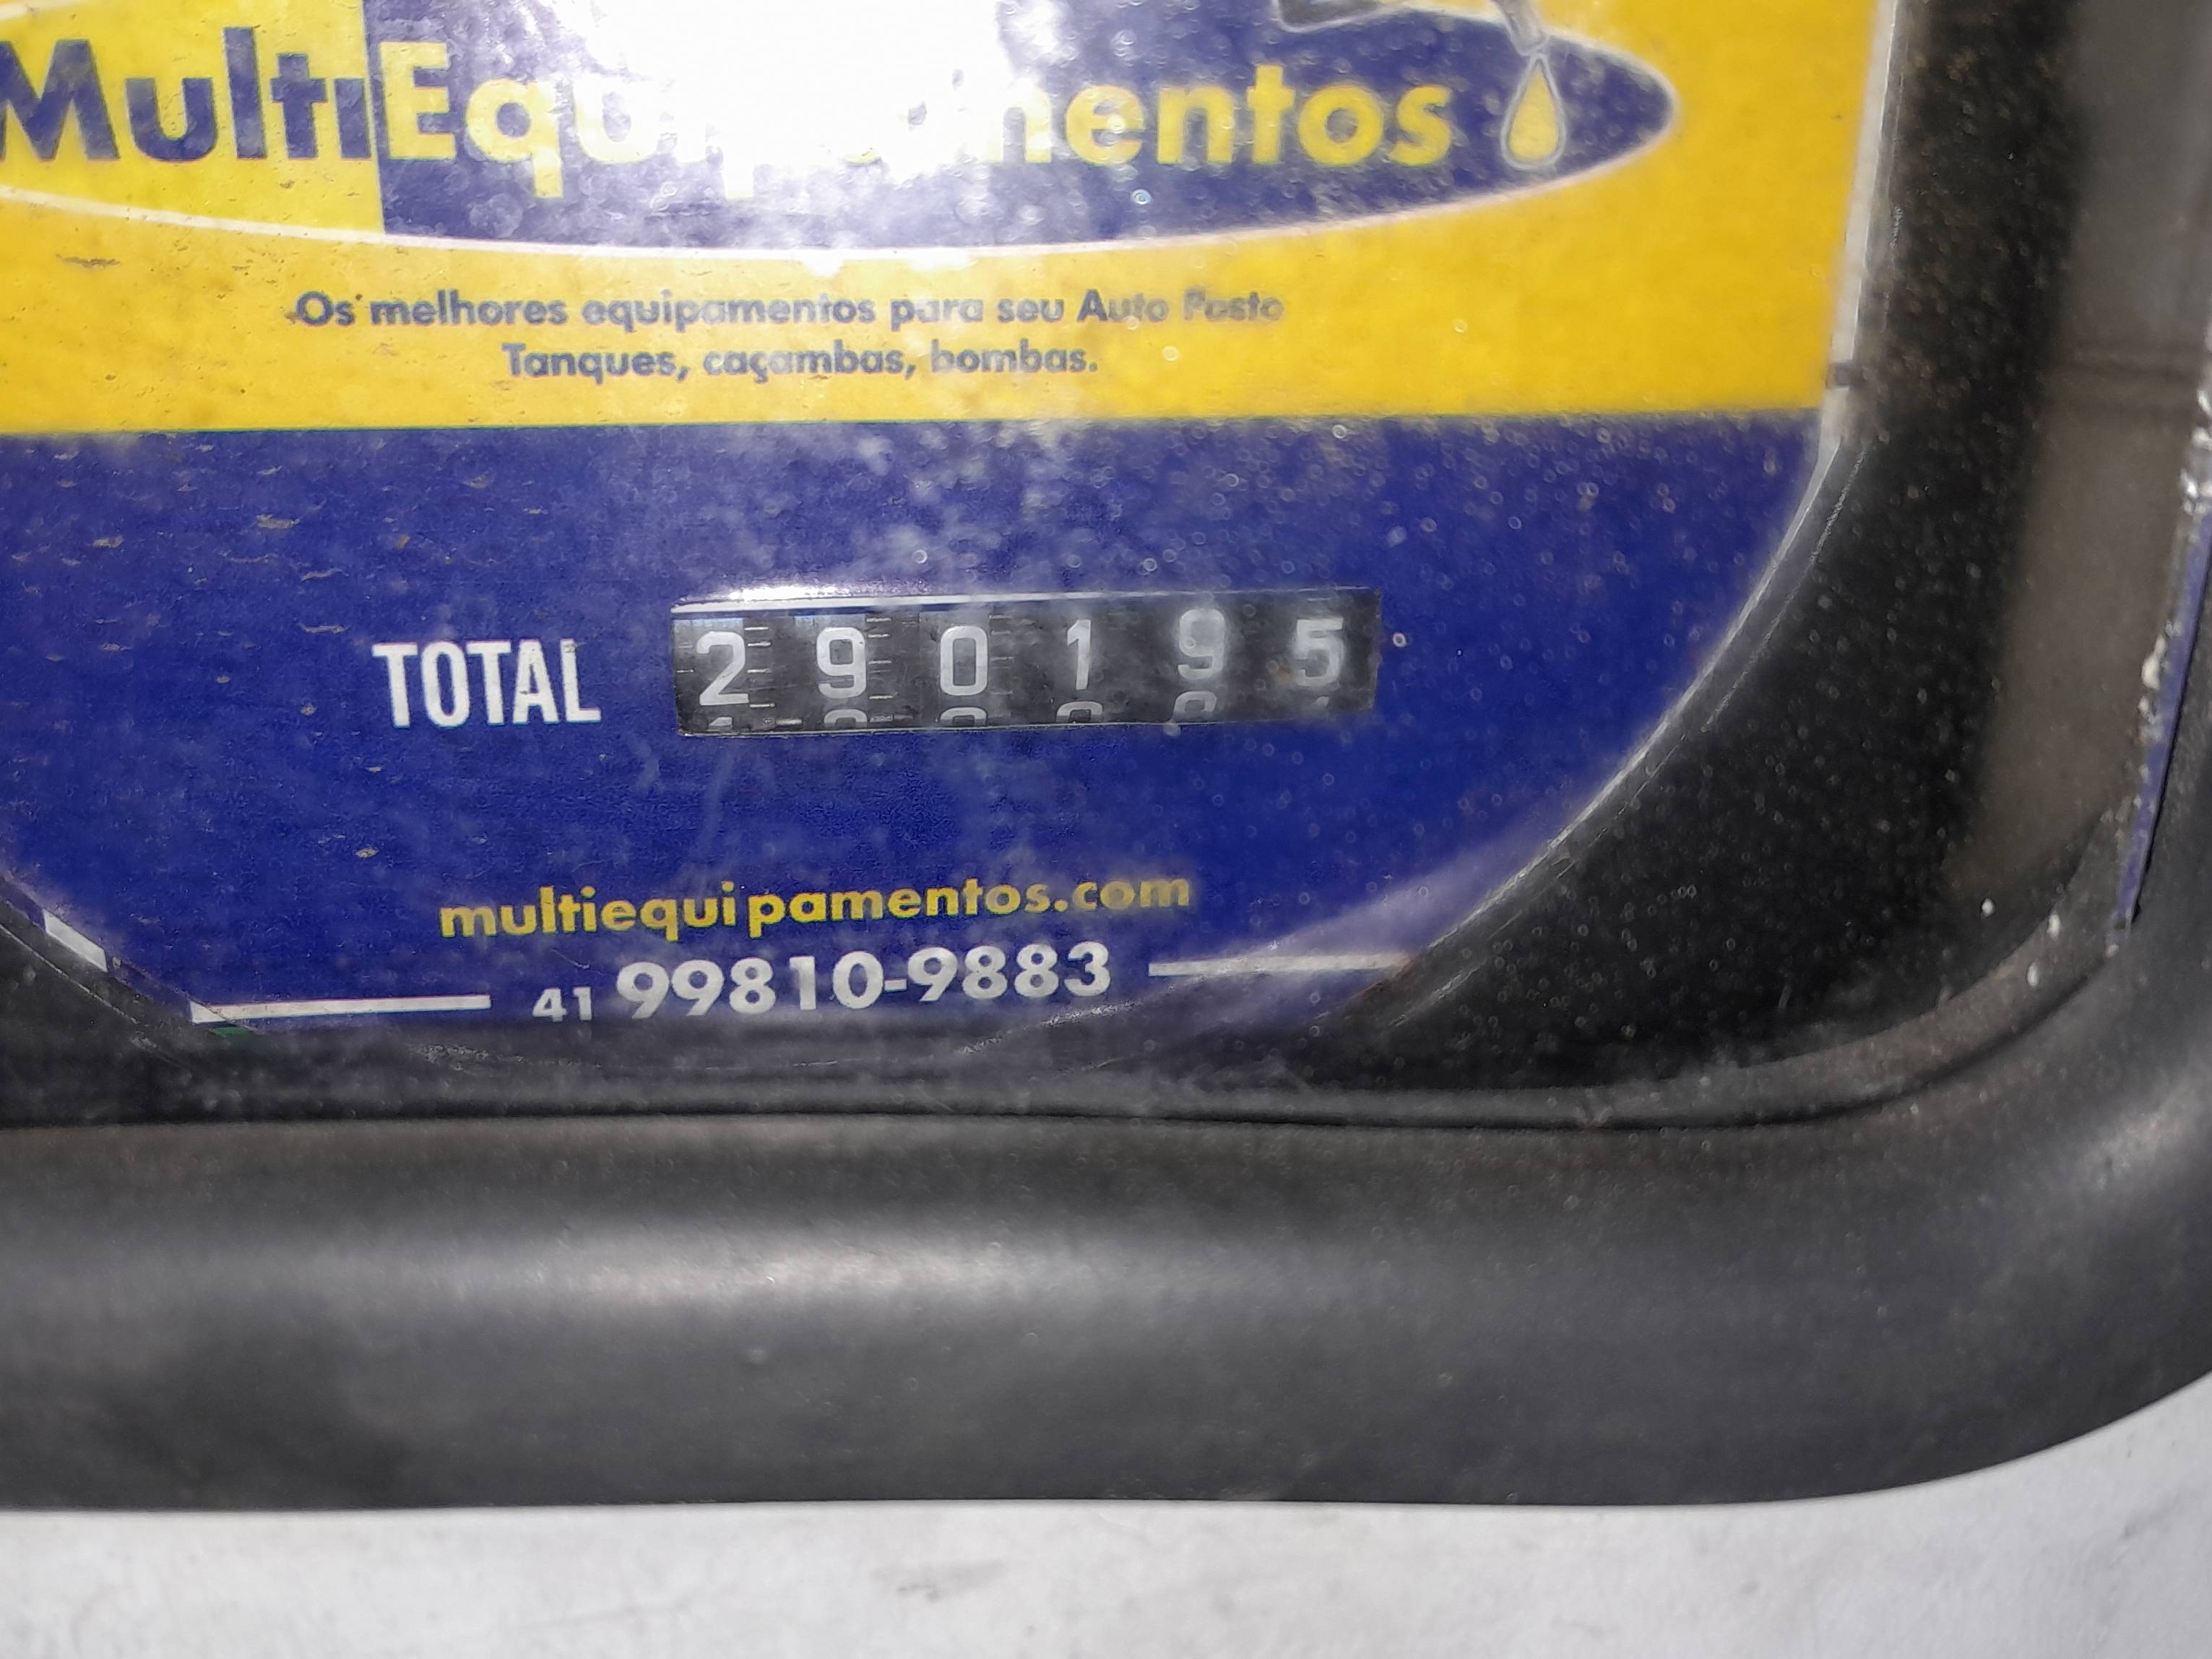 MultiEquipamentos
Os melhores equipamentos para seu Auto Posto
Tanques, caçambas, bombas.
TOTAL 290195
multiequipamentos.com
41 99810-9883